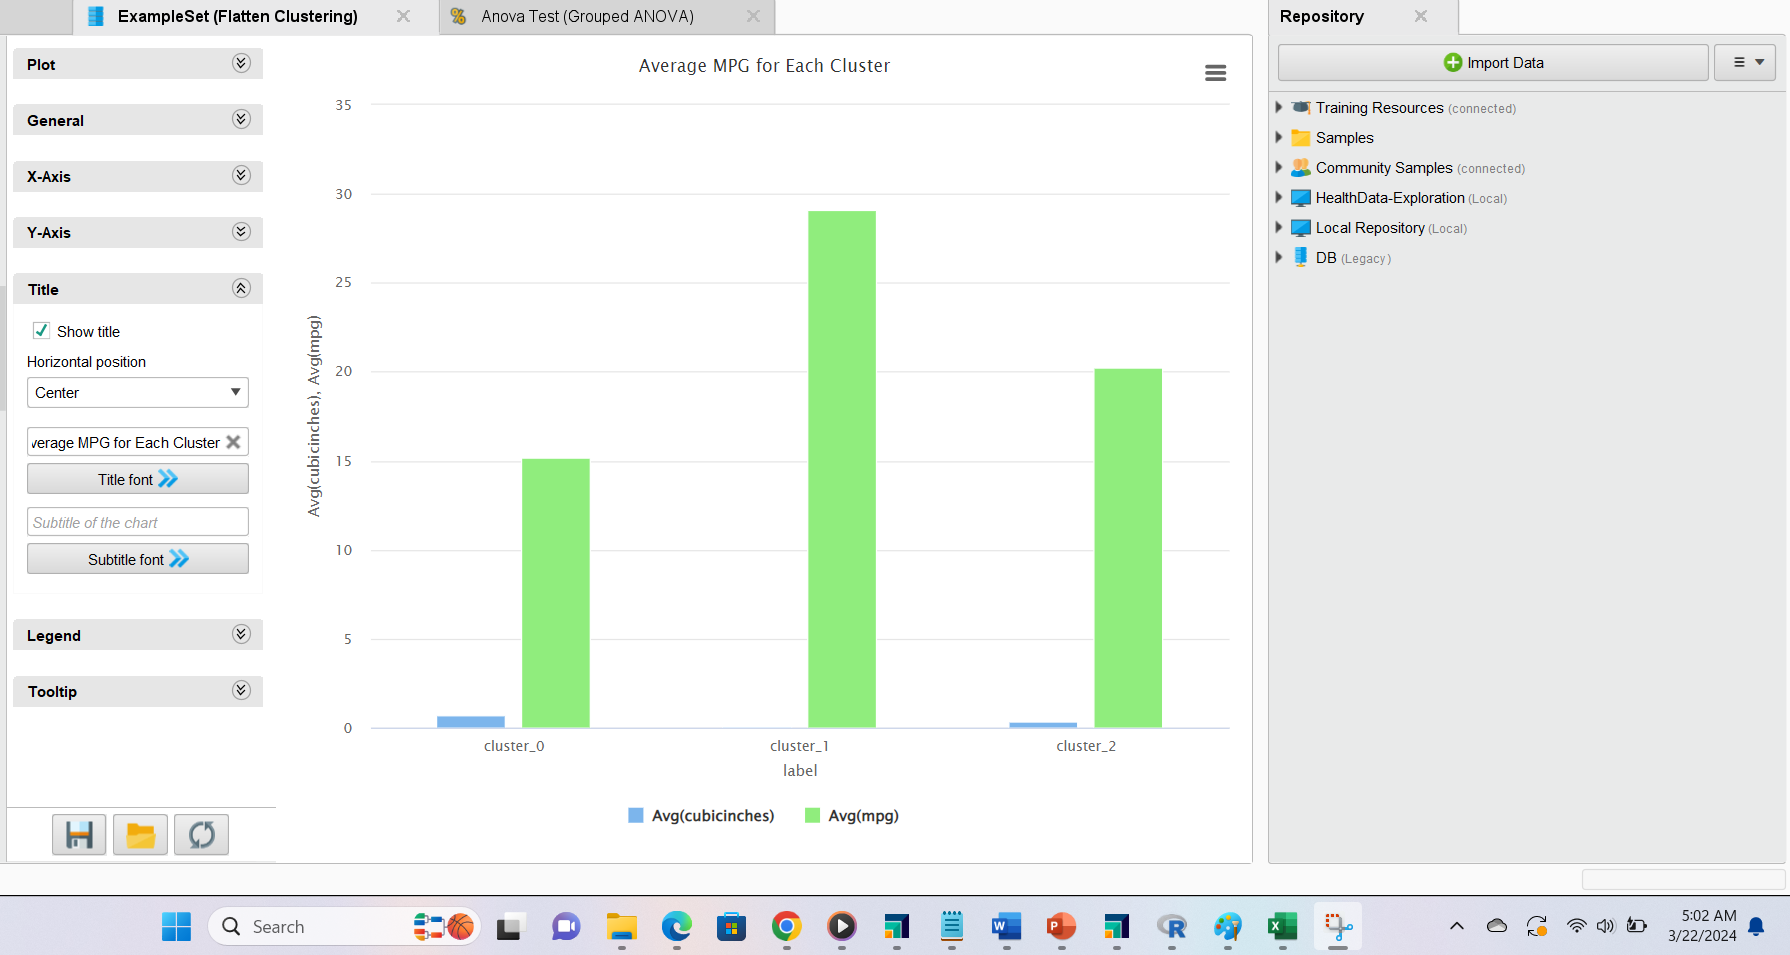 ExampleSet (Flatten Clustering)
Anova Test (Grouped ANOVA)
Repository
Plot
General
X-Axis
Y-Axis
Title
Show title
Horizontal position
Center
verage MPG for Each Cluster
Title font
Subtitle of the chart
Subtitle font
Legend
Tooltip
Average MPG for Each Cluster
35
30
25
20
15
10
5
0
Avg(cubicinches), Avg(mpg)
cluster_0
cluster_1
cluster_2
label
Avg(cubicinches)
Avg(mpg)
Import Data
Training Resources (connected)
Samples
Community Samples (connected)
HealthData-Exploration (Local)
Local Repository (Local)
DB (Legacy)
Search
W
P
R
X
5:02 AM
3/22/2024